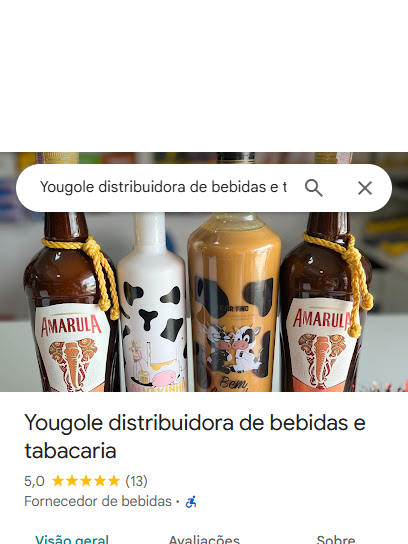 Yougole distribuidora de bebidas e t
AMARULA
AMARULA
Bem
Yougole distribuidora de bebidas e
tabacaria
5,0 ★★★★★ (13)
Fornecedor de bebidas ·
Visão geral
Avaliações
Sobre